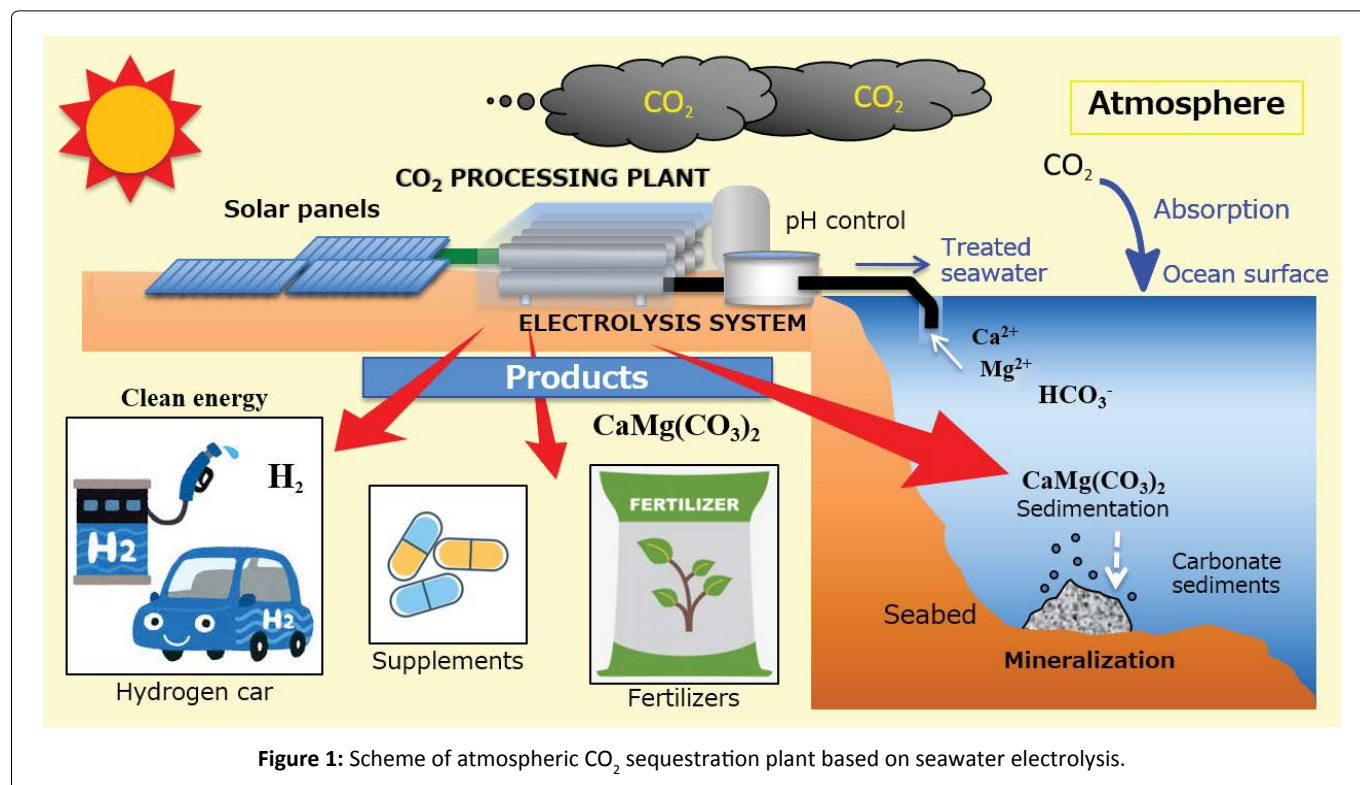 CO₂
CO₂
Atmosphere
CO₂
Absorption
Ocean surface
CO₂ PROCESSING PLANT
Solar panels
pH control
Treated
seawater
ELECTROLYSIS SYSTEM
Products
Ca²⁺
Mg²⁺
HCO₃⁻
Clean energy
H₂
H2
H2
Hydrogen car
Supplements
CaMg(CO₃)₂
FERTILIZER
Fertilizers
CaMg(CO₃)₂
Sedimentation
Carbonate
sediments
Seabed
Mineralization
Figure 1: Scheme of atmospheric CO₂ sequestration plant based on seawater electrolysis.